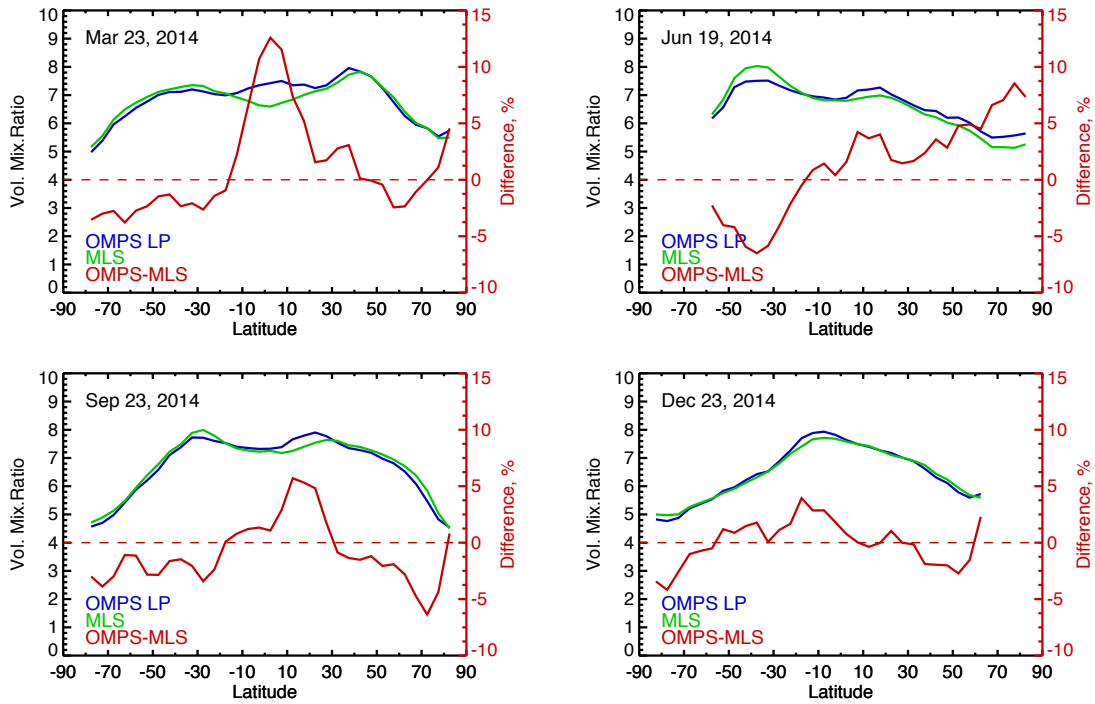 Mar 23, 2014
Vol. Mix.Ratio
10
9
8
7
6
5
4
3
2
1
0
15
10
5
0
-5
-10
Difference, %
OMPS LP
MLS
OMPS-MLS
-90 -70 -50 -30 -10 10 30 50 70 90
Latitude
Jun 19, 2014
Vol. Mix.Ratio
10
9
8
7
6
5
4
3
2
1
0
15
10
5
0
-5
-10
Difference, %
OMPS LP
MLS
OMPS-MLS
-90 -70 -50 -30 -10 10 30 50 70 90
Latitude
Sep 23, 2014
Vol. Mix.Ratio
10
9
8
7
6
5
4
3
2
1
0
15
10
5
0
-5
-10
Difference, %
OMPS LP
MLS
OMPS-MLS
-90 -70 -50 -30 -10 10 30 50 70 90
Latitude
Dec 23, 2014
Vol. Mix.Ratio
10
9
8
7
6
5
4
3
2
1
0
15
10
5
0
-5
-10
Difference, %
OMPS LP
MLS
OMPS-MLS
-90 -70 -50 -30 -10 10 30 50 70 90
Latitude